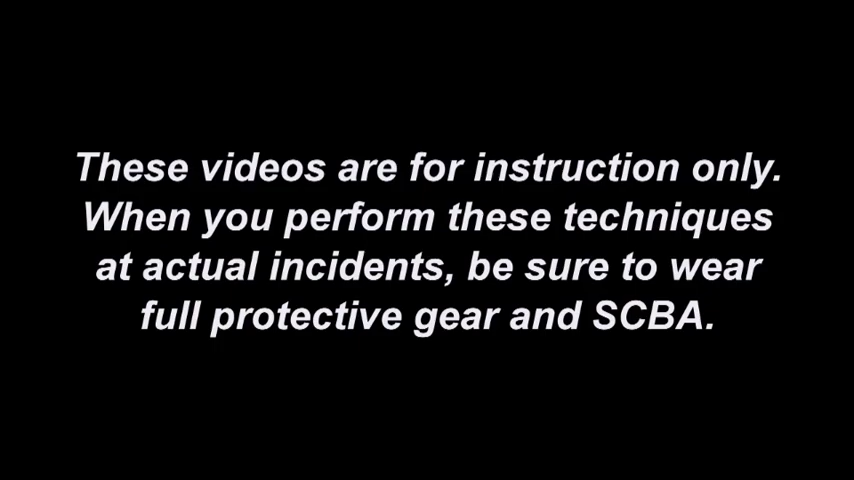 These videos are for instruction only.
When you perform these techniques
at actual incidents, be sure to wear
full protective gear and SCBA.